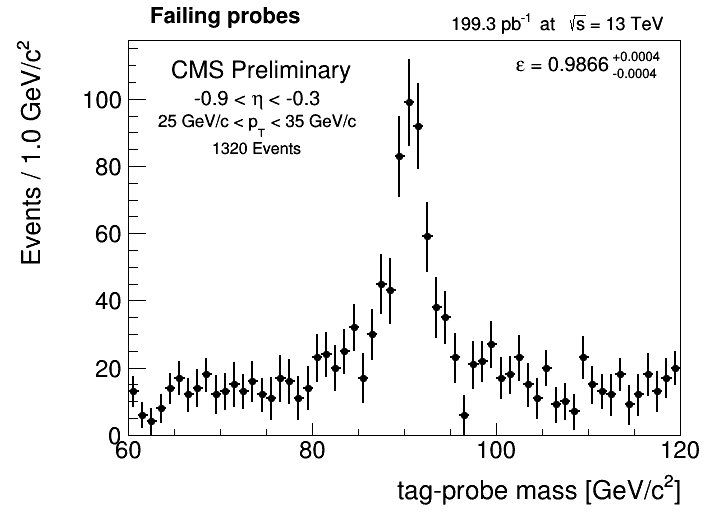 Failing probes
199.3 pb⁻¹ at √s = 13 TeV
CMS Preliminary
-0.9 < η < -0.3
25 GeV/c < p_T < 35 GeV/c
1320 Events
ε = 0.9866 +0.0004 -0.0004
Events / 1.0 GeV/c²
100
80
60
40
20
0
60 80 100 120
tag-probe mass [GeV/c²]